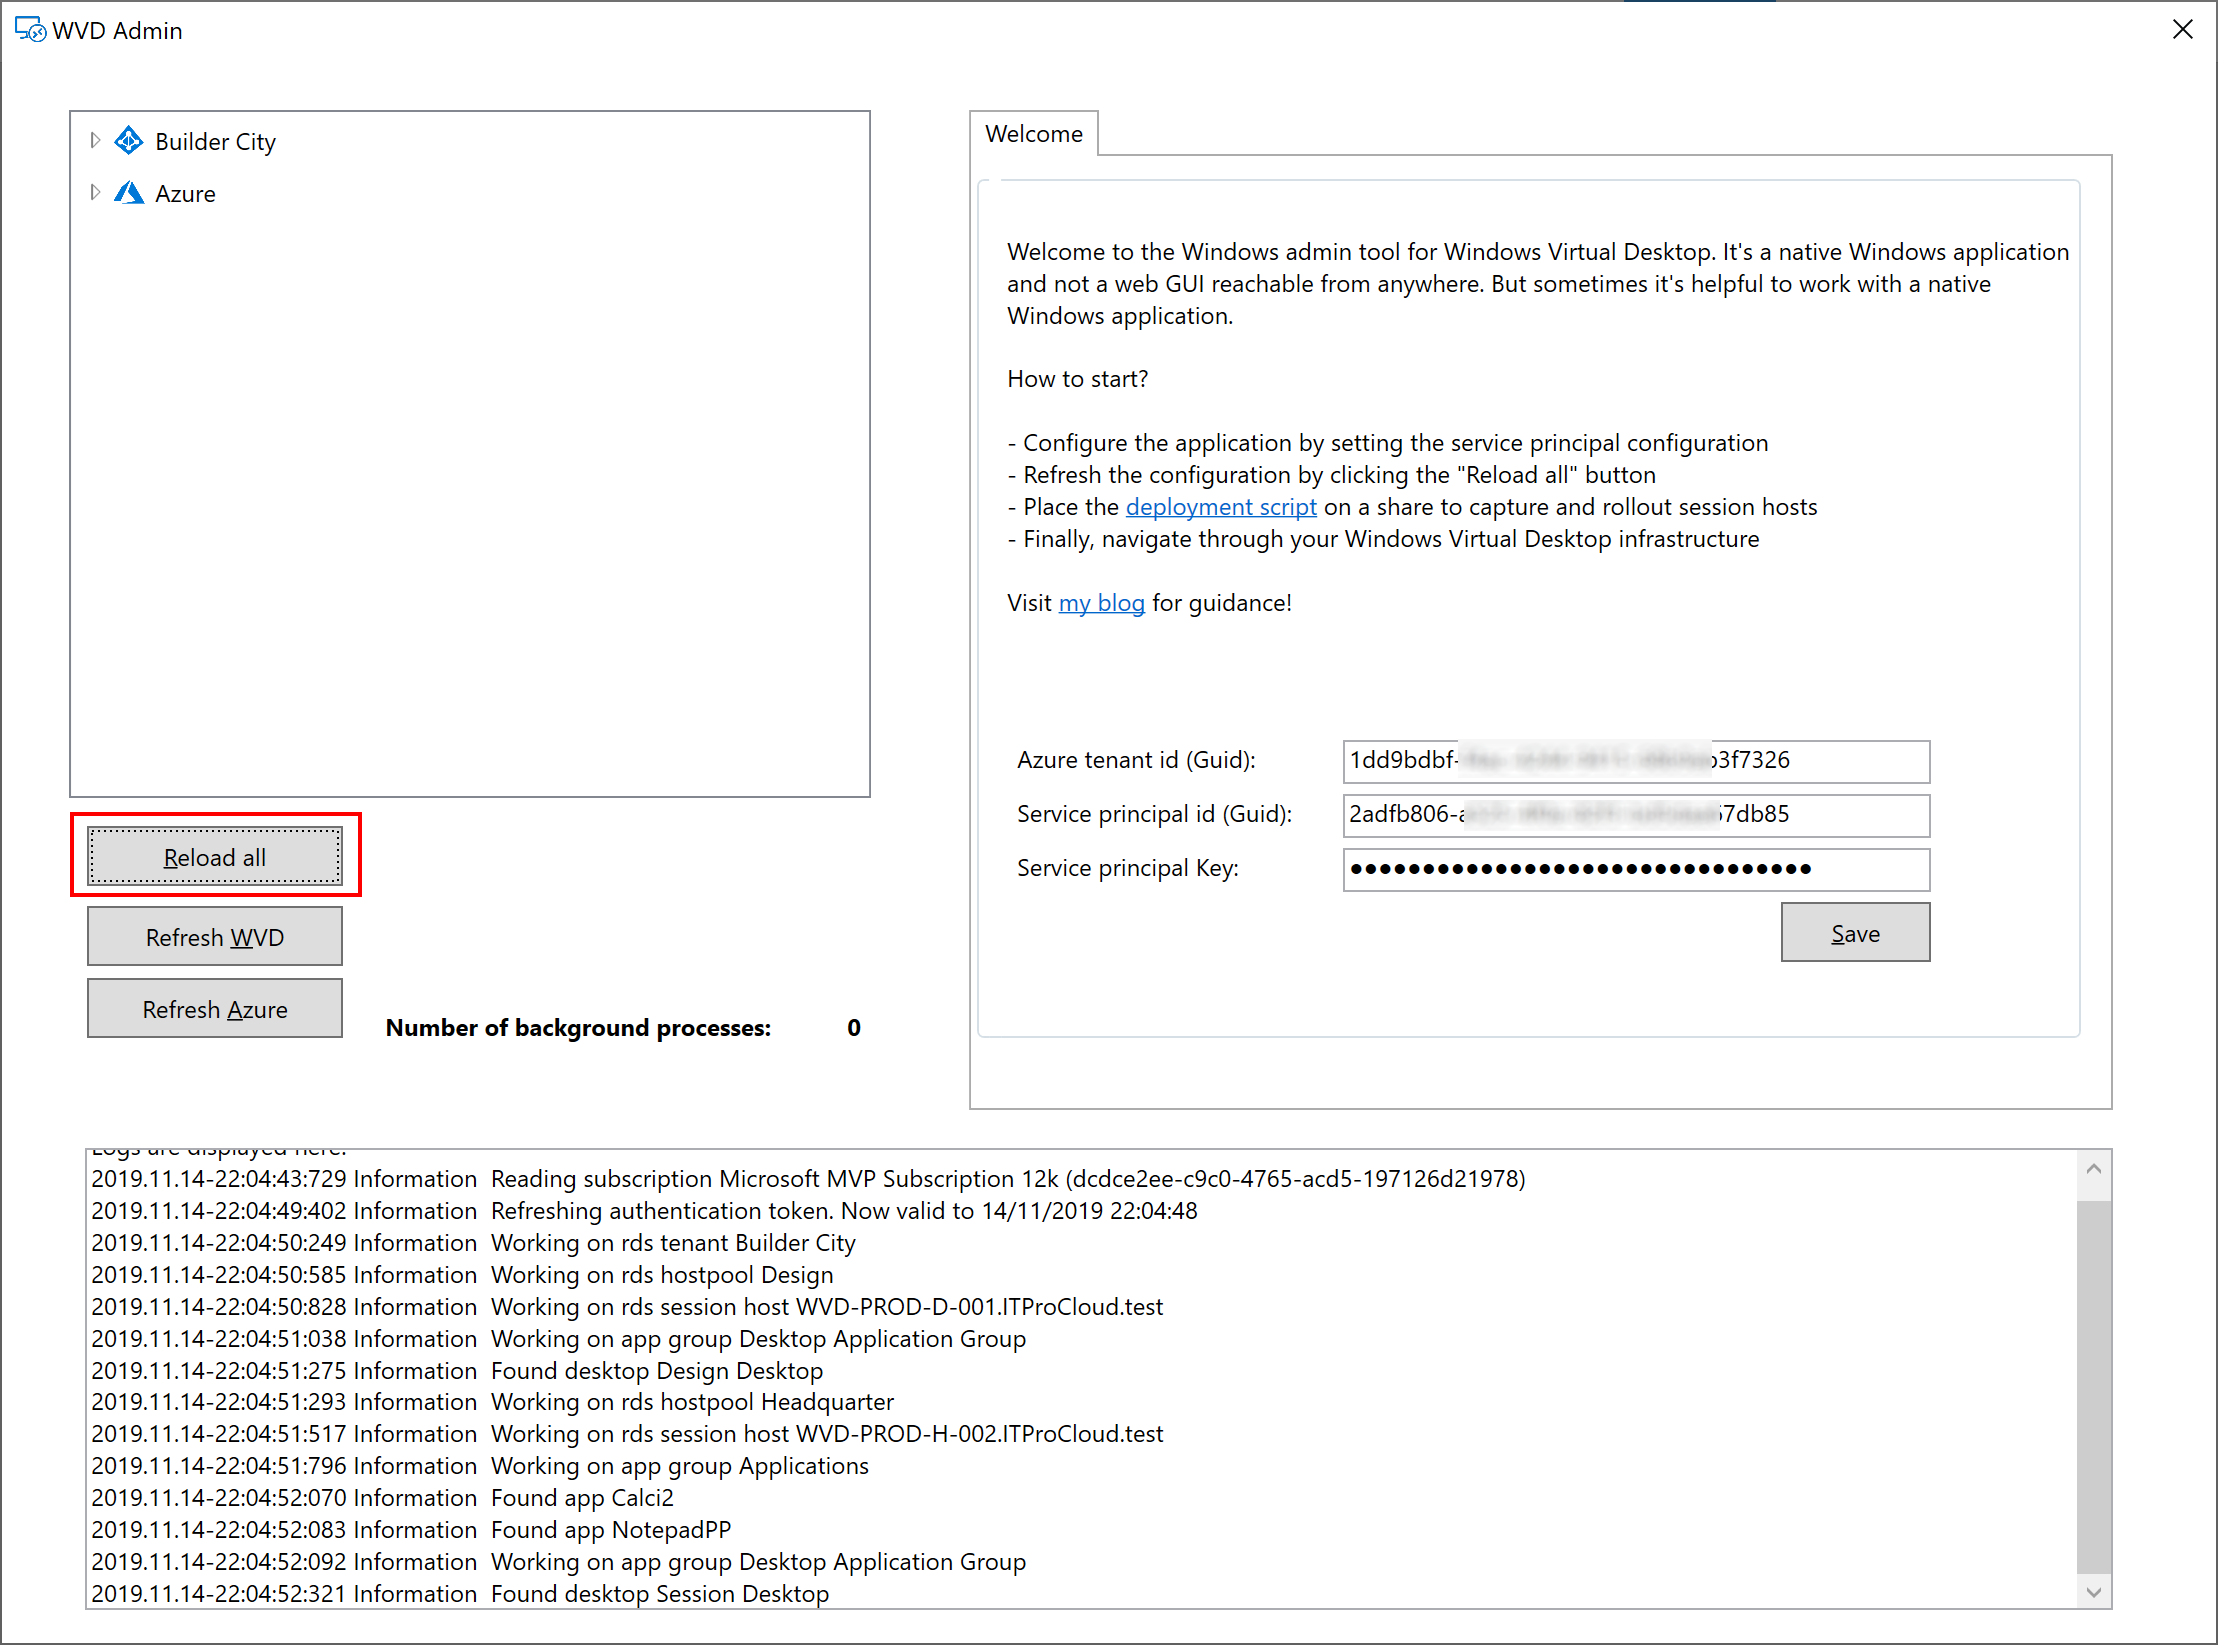 WVD Admin
Builder City
Azure
Reload all
Refresh WVD
Refresh Azure
Number of background processes: 0
Welcome
Welcome to the Windows admin tool for Windows Virtual Desktop. It's a native Windows application
and not a web GUI reachable from anywhere. But sometimes it's helpful to work with a native
Windows application.
How to start?
- Configure the application by setting the service principal configuration
- Refresh the configuration by clicking the "Reload all" button
- Place the deployment script on a share to capture and rollout session hosts
- Finally, navigate through your Windows Virtual Desktop infrastructure
Visit my blog for guidance!
Azure tenant id (Guid): 1dd9bdbf- 3f7326
Service principal id (Guid): 2adfb806- 7db85
Service principal Key: ●●●●●●●●●●●●●●●●●●●●●●●●●●●●●●●●
Save
Logs are displayed here.
2019.11.14-22:04:43:729 Information Reading subscription Microsoft MVP Subscription 12k (dcdce2ee-c9c0-4765-acd5-197126d21978)
2019.11.14-22:04:49:402 Information Refreshing authentication token. Now valid to 14/11/2019 22:04:48
2019.11.14-22:04:50:249 Information Working on rds tenant Builder City
2019.11.14-22:04:50:585 Information Working on rds hostpool Design
2019.11.14-22:04:50:828 Information Working on rds session host WVD-PROD-D-001.ITProCloud.test
2019.11.14-22:04:51:038 Information Working on app group Desktop Application Group
2019.11.14-22:04:51:275 Information Found desktop Design Desktop
2019.11.14-22:04:51:293 Information Working on rds hostpool Headquarter
2019.11.14-22:04:51:517 Information Working on rds session host WVD-PROD-H-002.ITProCloud.test
2019.11.14-22:04:51:796 Information Working on app group Applications
2019.11.14-22:04:52:070 Information Found app Calci2
2019.11.14-22:04:52:083 Information Found app NotepadPP
2019.11.14-22:04:52:092 Information Working on app group Desktop Application Group
2019.11.14-22:04:52:321 Information Found desktop Session Desktop